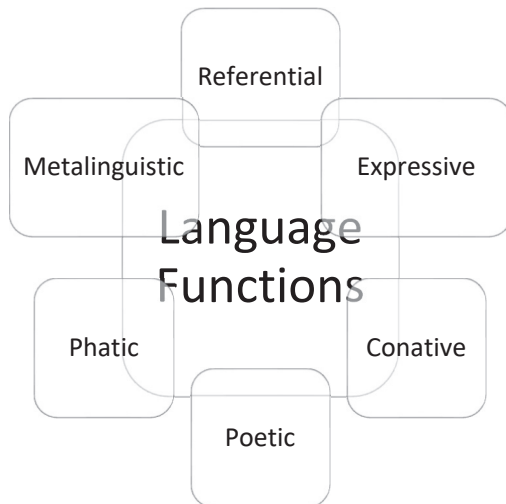 Referential
Metalinguistic
Expressive
Language
Functions
Phatic
Conative
Poetic